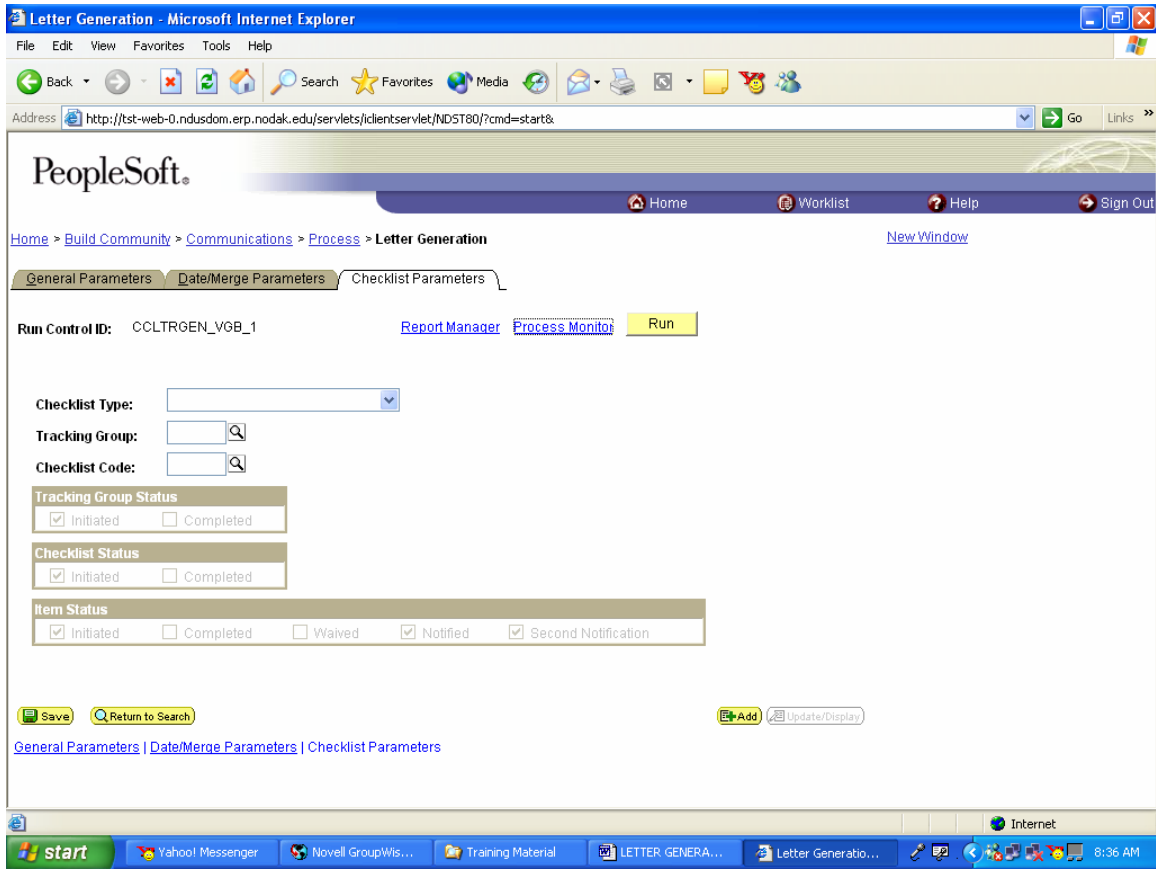 Letter Generation - Microsoft Internet Explorer
File Edit View Favorites Tools Help
Back Search Favorites Media
Address http://tst-web-0.ndusdom.erp.nodak.edu/servlets/iclientservlet/NDST80/?cmd=start& Go Links »
PeopleSoft.
Home Worklist Help Sign Out
Home > Build Community > Communications > Process > Letter Generation New Window
General Parameters Date/Merge Parameters Checklist Parameters
Run Control ID: CCLTRGEN_VGB_1 Report Manager Process Monitor Run
Checklist Type:
Tracking Group:
Checklist Code:
Tracking Group Status
Initiated Completed
Checklist Status
Initiated Completed
Item Status
Initiated Completed Waived Notified Second Notification
Save Return to Search Add Update/Display
General Parameters | Date/Merge Parameters | Checklist Parameters
Internet
start Yahoo! Messenger Novell GroupWis... Training Material LETTER GENERA... Letter Generatio... 8:36 AM